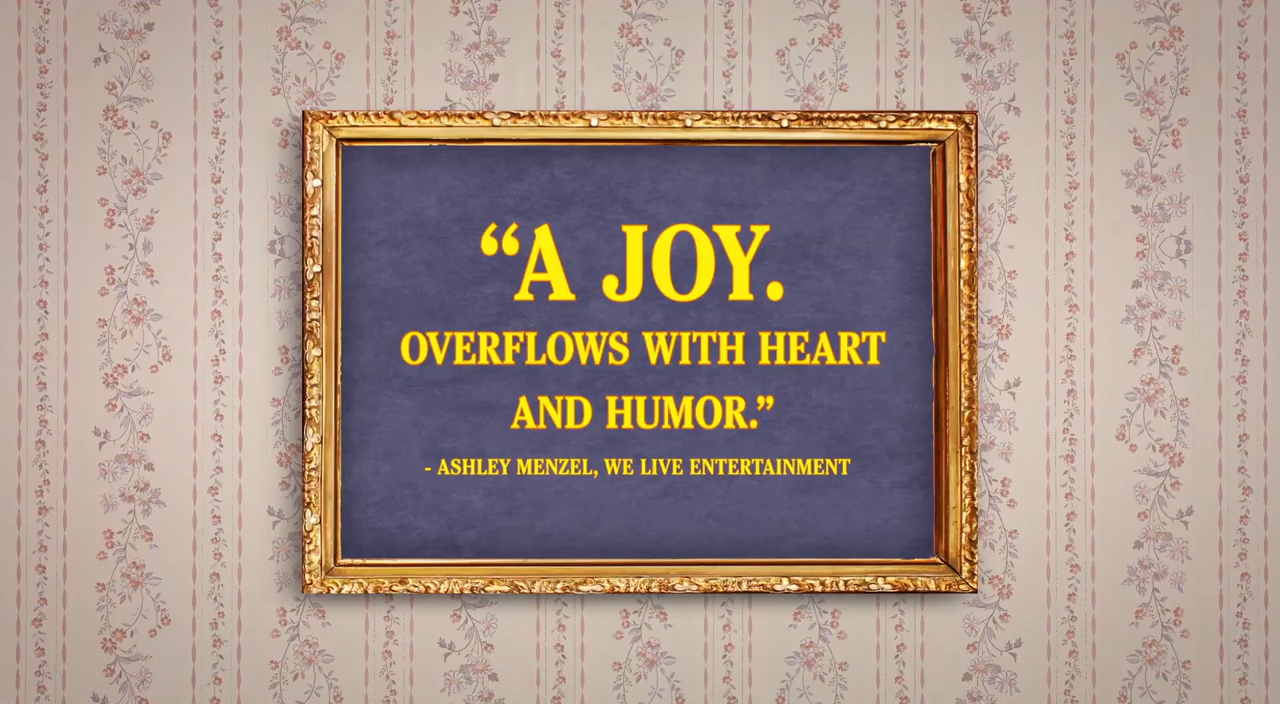 “A JOY.
OVERFLOWS WITH HEART
AND HUMOR.”
- ASHLEY MENZEL, WE LIVE ENTERTAINMENT